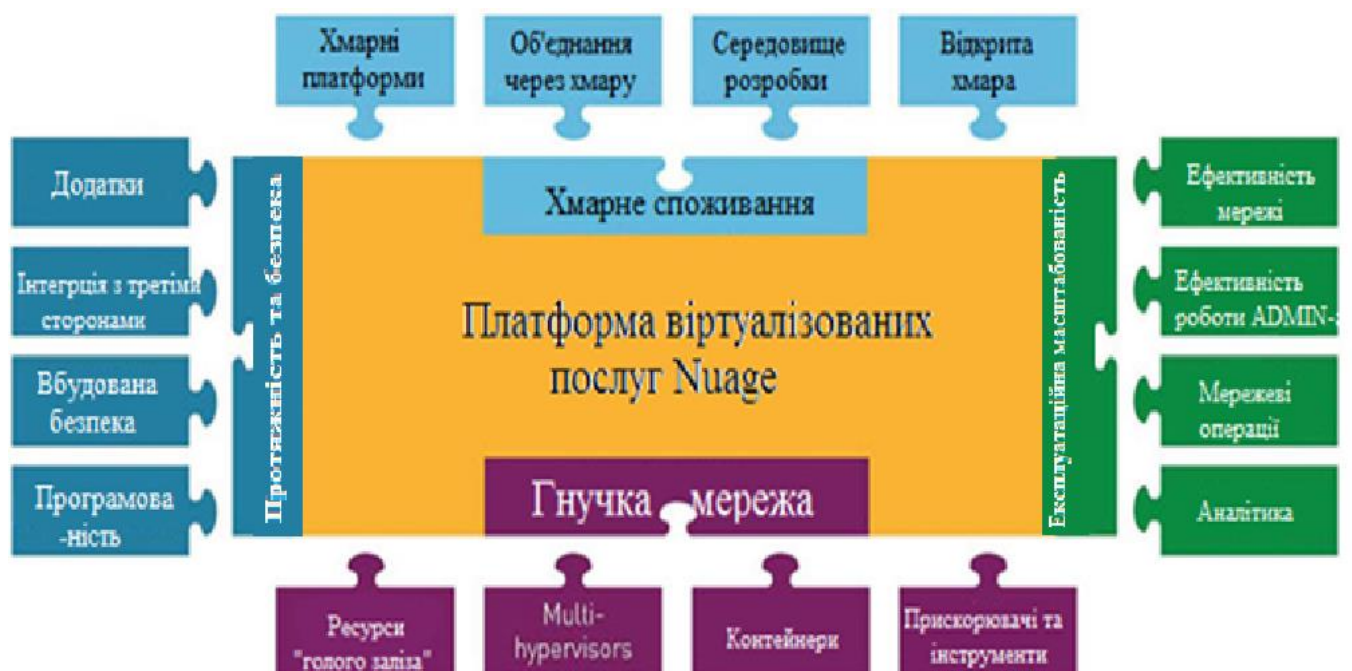 Хмарні
платформи
Об'єднання
через хмару
Середовище
розробки
Відкрита
хмара
Додатки
Інтегрція з третіми
сторонами
Вбудована
безпека
Програмова
-ність
Протяжність та безпека
Хмарне споживання
Платформа віртуалізованих
послуг Nuage
Гнучка мережа
Експлуатаційна масштабованість
Ефективність
мережі
Ефективність
роботи ADMIN-
Мережеві
операції
Аналітика
Ресурси
"голого заліза"
Multi-
hypervisors
Контейнери
Прискорювачі та
інструменти